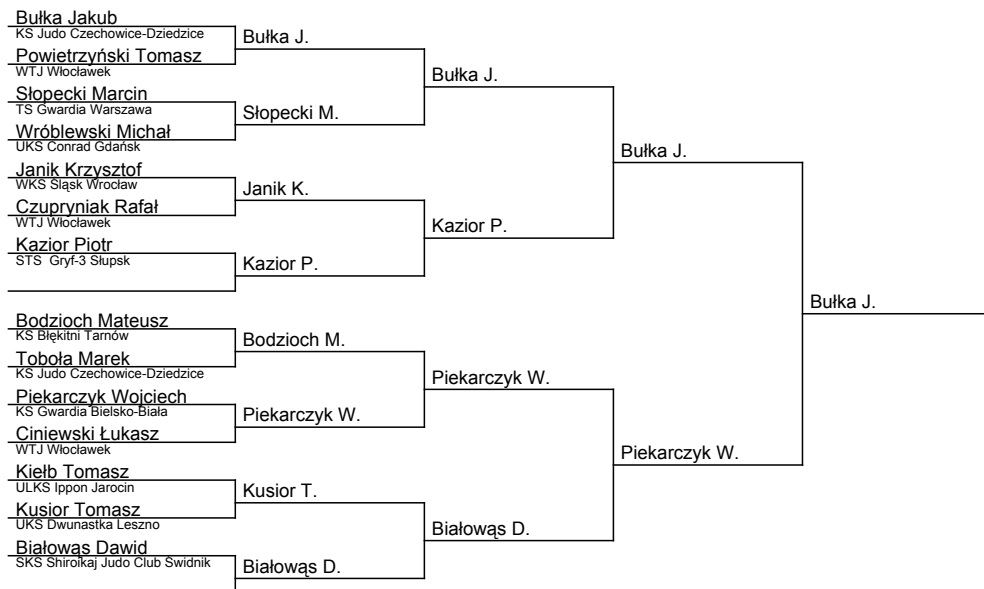 Bułka Jakub
KS Judo Czechowice-Dziedzice
Powietrzyński Tomasz
WTJ Włocławek
Słopecki Marcin
TS Gwardia Warszawa
Wróblewski Michał
UKS Conrad Gdańsk
Janik Krzysztof
WKS Śląsk Wrocław
Czupryniak Rafał
WTJ Włocławek
Kazior Piotr
STS Gryf-3 Słupsk
Bodzioch Mateusz
KS Błękitni Tarnów
Toboła Marek
KS Judo Czechowice-Dziedzice
Piekarczyk Wojciech
KS Gwardia Bielsko-Biała
Ciniewski Łukasz
WTJ Włocławek
Kiełb Tomasz
ULKS Ippon Jarocin
Kusior Tomasz
UKS Dwunastka Leszno
Białowąs Dawid
SKS Shiroikaj Judo Club Świdnik
Bułka J.
Słopecki M.
Janik K.
Kazior P.
Bodzioch M.
Piekarczyk W.
Kusior T.
Białowąs D.
Bułka J.
Kazior P.
Piekarczyk W.
Białowąs D.
Bułka J.
Piekarczyk W.
Bułka J.